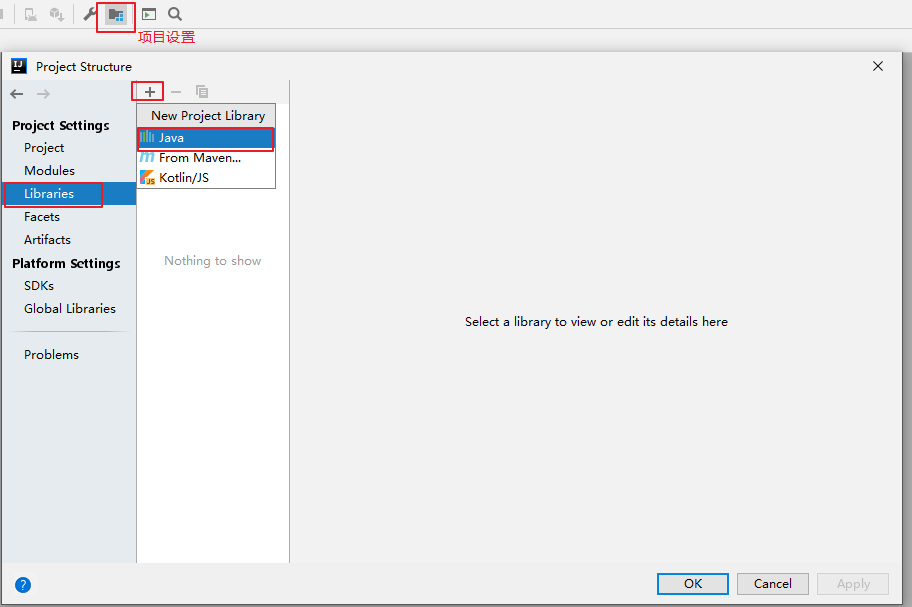 项目设置
Project Structure
Project Settings
Project
Modules
Libraries
Facets
Artifacts
Platform Settings
SDKs
Global Libraries
Problems
New Project Library
Java
From Maven...
Kotlin/JS
Nothing to show
Select a library to view or edit its details here
OK
Cancel
Apply